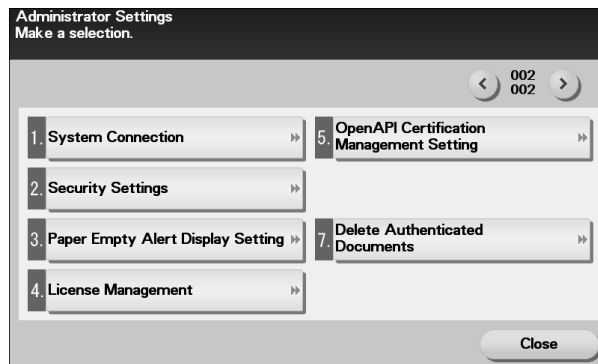 Administrator Settings
Make a selection.
< 002 >
002
1. System Connection
2. Security Settings
3. Paper Empty Alert Display Setting
4. License Management
5. OpenAPI Certification
Management Setting
7. Delete Authenticated
Documents
Close